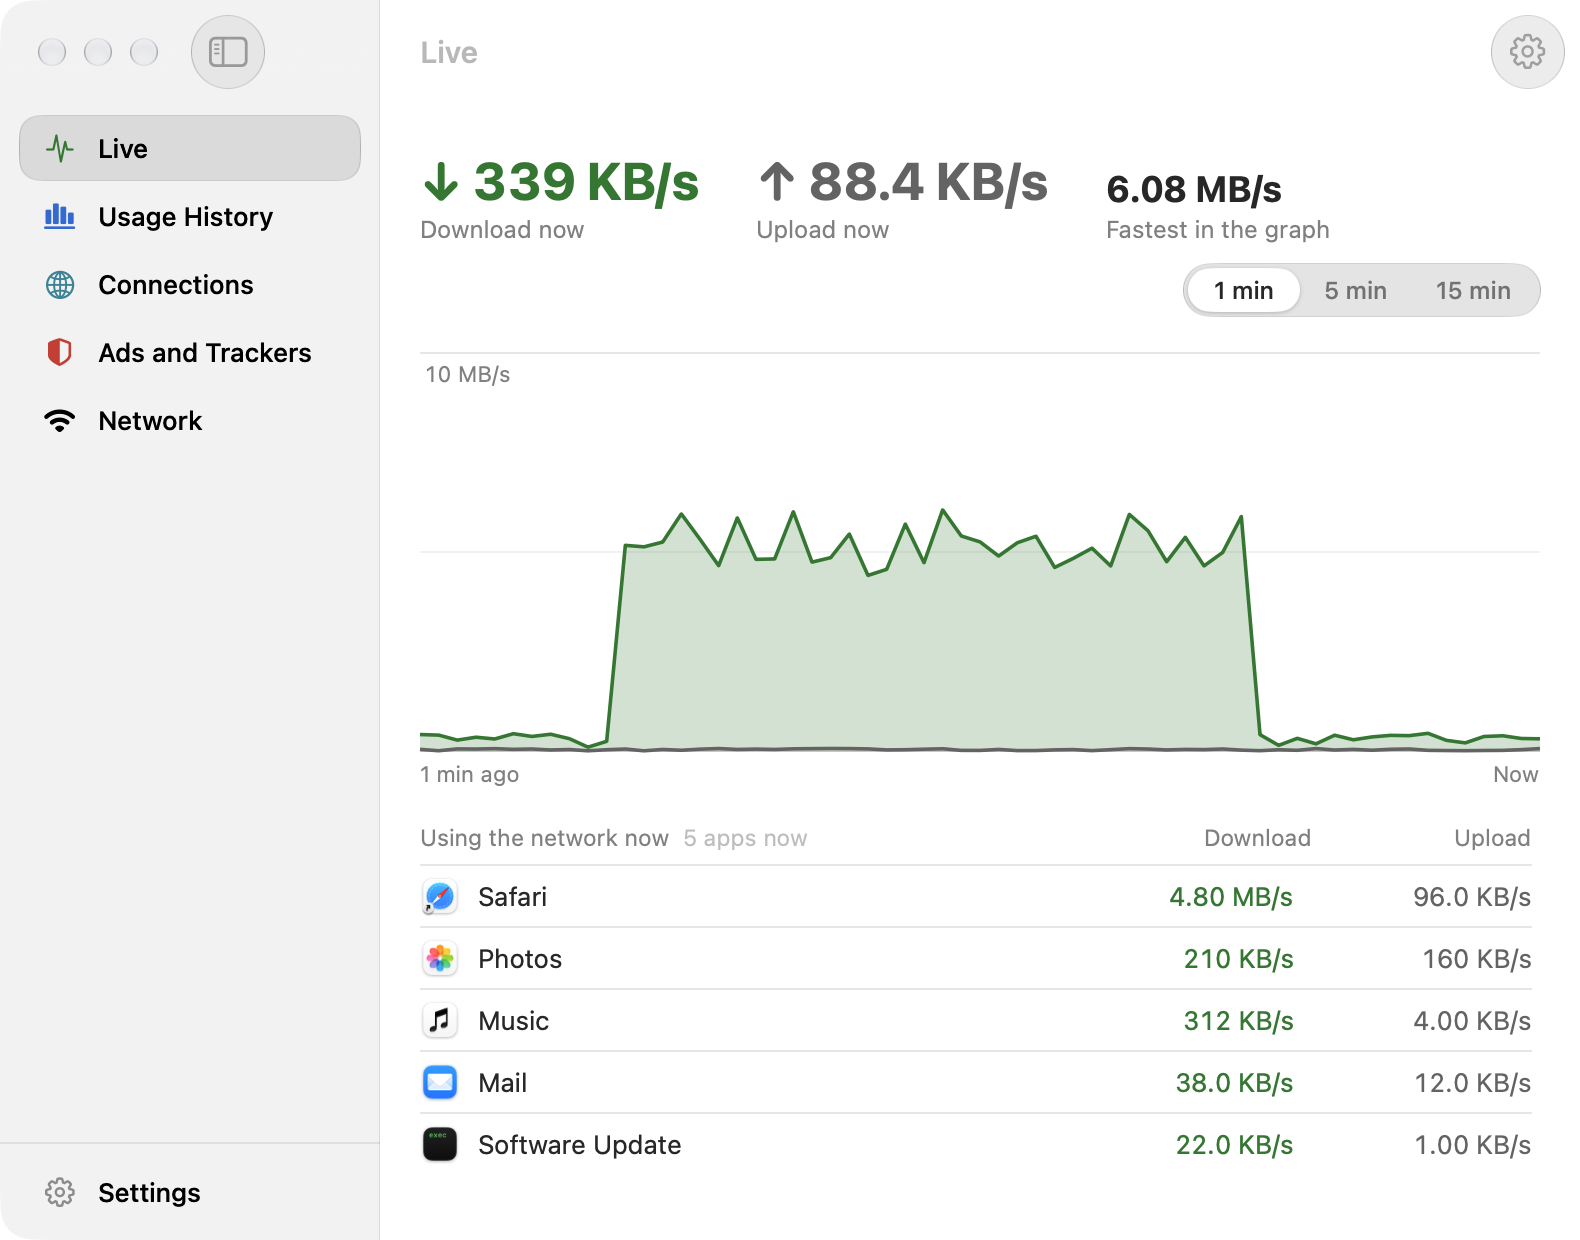 Live
Live
Usage History
Connections
Ads and Trackers
Network
Settings
↓ 339 KB/s
Download now
↑ 88.4 KB/s
Upload now
6.08 MB/s
Fastest in the graph
1 min 5 min 15 min
10 MB/s
1 min ago Now
Using the network now 5 apps now Download Upload
Safari 4.80 MB/s 96.0 KB/s
Photos 210 KB/s 160 KB/s
Music 312 KB/s 4.00 KB/s
Mail 38.0 KB/s 12.0 KB/s
exec
Software Update 22.0 KB/s 1.00 KB/s